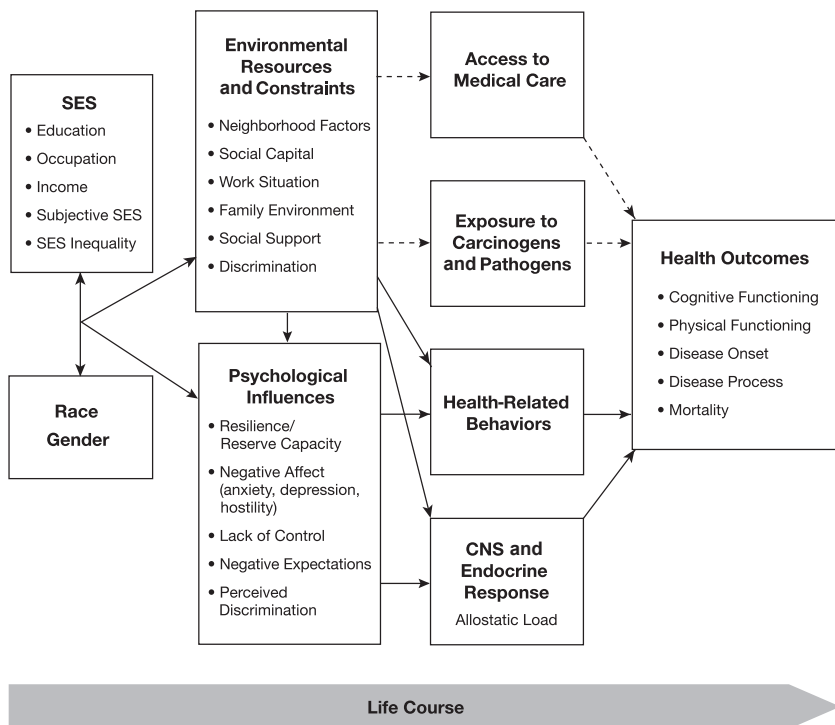 SES
• Education
• Occupation
• Income
• Subjective SES
• SES Inequality
Race
Gender
Environmental
Resources
and Constraints
• Neighborhood Factors
• Social Capital
• Work Situation
• Family Environment
• Social Support
• Discrimination
Psychological
Influences
• Resilience/
Reserve Capacity
• Negative Affect
(anxiety, depression,
hostility)
• Lack of Control
• Negative Expectations
• Perceived
Discrimination
Access to
Medical Care
Exposure to
Carcinogens
and Pathogens
Health-Related
Behaviors
CNS and
Endocrine
Response
Allostatic Load
Health Outcomes
• Cognitive Functioning
• Physical Functioning
• Disease Onset
• Disease Process
• Mortality
Life Course